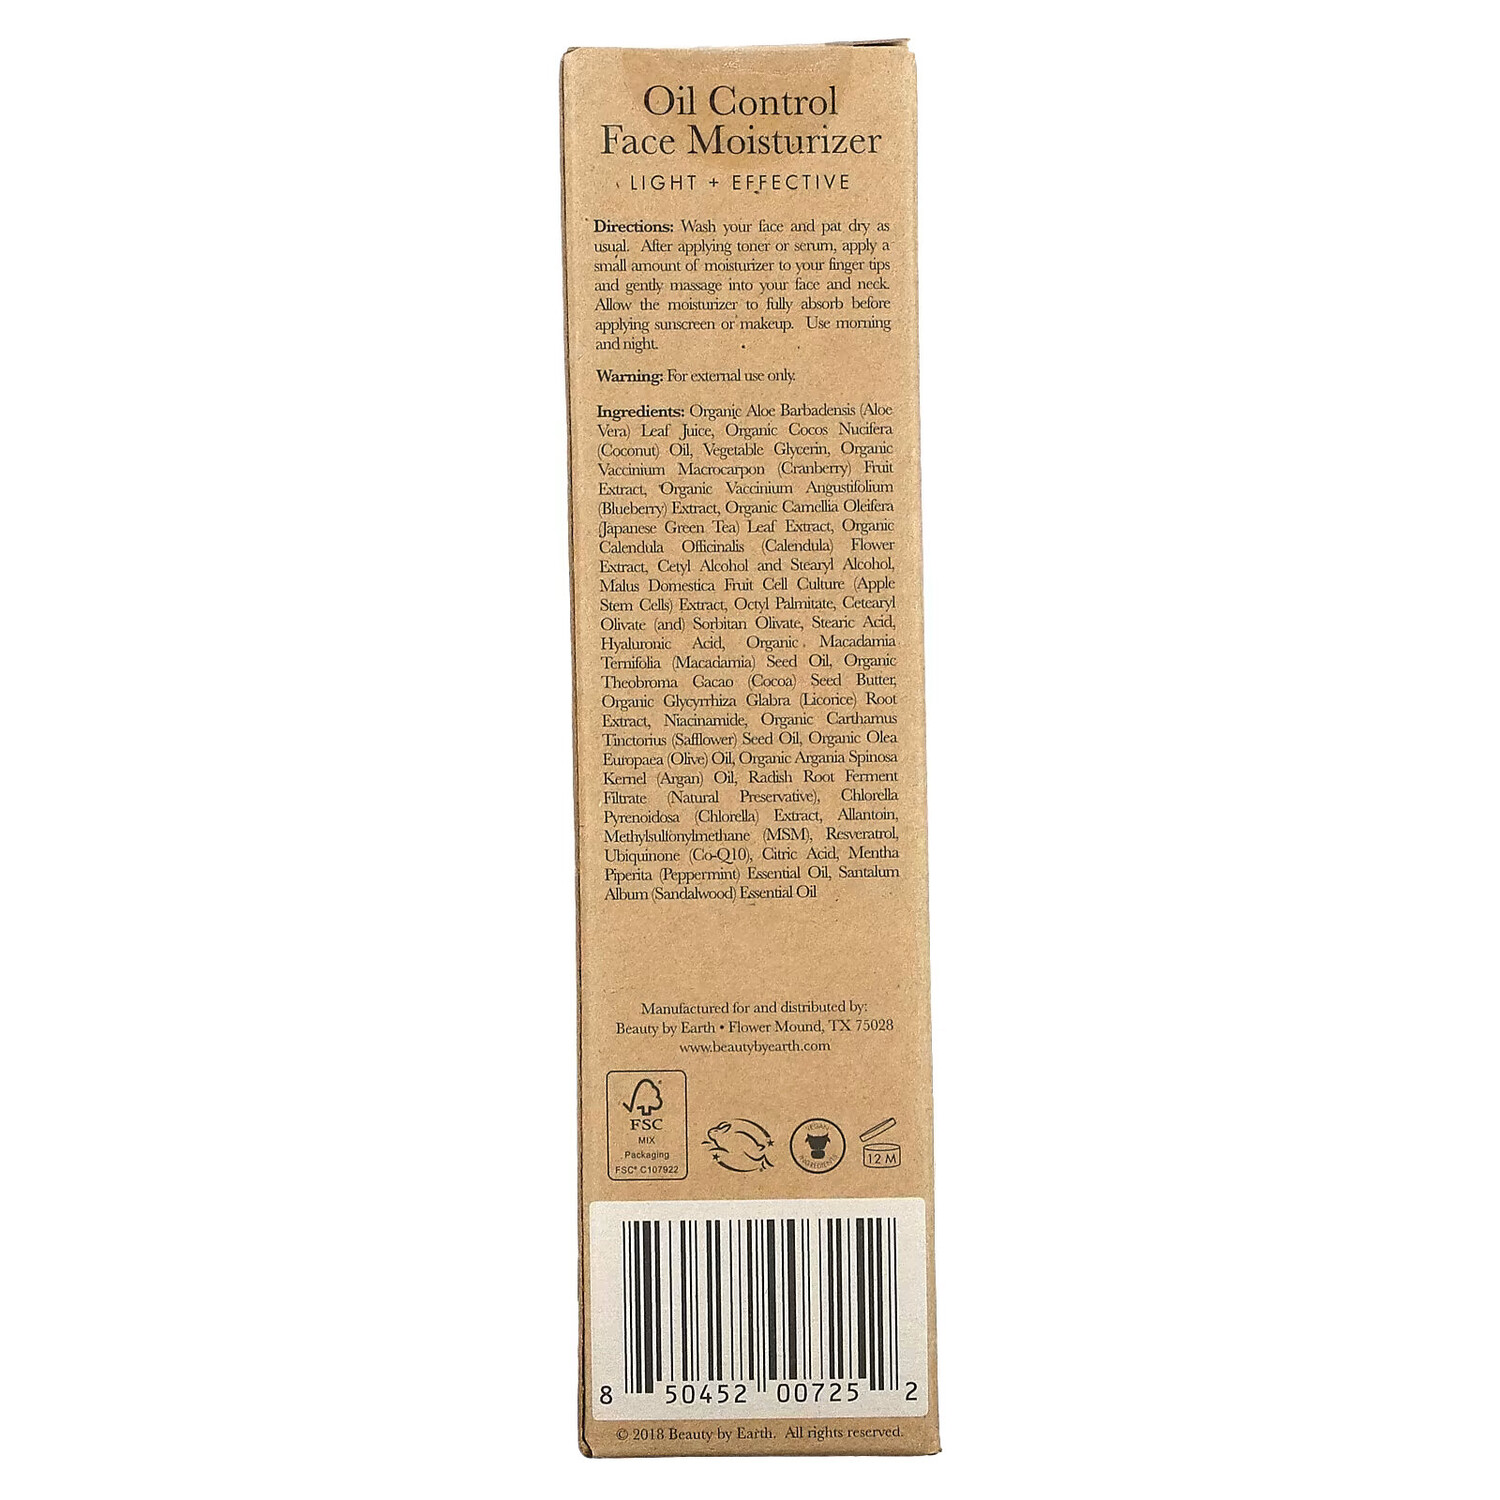 Oil Control
Face Moisturizer
LIGHT + EFFECTIVE
Directions: Wash your face and pat dry as
usual. After applying toner or serum, apply a
small amount of moisturizer to your finger tips
and gently massage into your face and neck.
Allow the moisturizer to fully absorb before
applying sunscreen or makeup. Use morning
and night.
Warning: For external use only.
Ingredients: Organic Aloe Barbadensis (Aloe
Vera) Leaf Juice, Organic Cocos Nucifera
(Coconut) Oil, Vegetable Glycerin, Organic
Vaccinium Macrocarpon (Cranberry) Fruit
Extract, Organic Vaccinium Angustifolium
(Blueberry) Extract, Organic Camellia Oleifera
(Japanese Green Tea) Leaf Extract, Organic
Calendula Officinalis (Calendula) Flower
Extract, Cetyl Alcohol and Stearyl Alcohol,
Malus Domestica Fruit Cell Culture (Apple
Stem Cells) Extract, Octyl Palmitate, Cetearyl
Olivate (and) Sorbitan Olivate, Stearic Acid,
Hyaluronic Acid, Organic Macadamia
Ternifolia (Macadamia) Seed Oil, Organic
Theobroma Gacao (Cocoa) Seed Butter,
Organic Glycyrrhiza Glabra (Licorice) Root
Extract, Niacinamide, Organic Carthamus
Tinctorius (Safflower) Seed Oil, Organic Olea
Europaea (Olive) Oil, Organic Argania Spinosa
Kernel (Argan) Oil, Radish Root Ferment
Filtrate (Natural Preservative), Chlorella
Pyrenoidosa (Chlorella) Extract, Allantoin,
Methylsulfonylmethane (MSM), Resveratrol,
Ubiquinone (Co-Q10), Citric Acid, Mentha
Piperita (Peppermint) Essential Oil, Santalum
Album (Sandalwood) Essential Oil
Manufactured for and distributed by:
Beauty by Earth • Flower Mound, TX 75028
www.beautybyearth.com
FSC
MIX
Packaging
FSC® C107922
VEGAN
INGREDIENTS
12 M
8 50452 00725 2
© 2018 Beauty by Earth. All rights reserved.